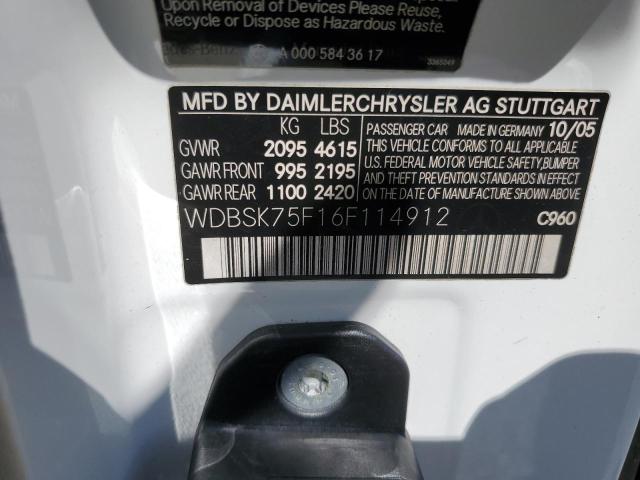 Upon Removal of Devices Please Reuse,
Recycle or Dispose as Hazardous Waste.
A 000 584 36 17
MFD BY DAIMLERCHRYSLER AG STUTTGART
KG LBS
GVWR 2095 4615
GAWR FRONT 995 2195
GAWR REAR 1100 2420
PASSENGER CAR MADE IN GERMANY 10/05
THIS VEHICLE CONFORMS TO ALL APPLICABLE
U.S. FEDERAL MOTOR VEHICLE SAFETY, BUMPER
AND THEFT PREVENTION STANDARDS IN EFFECT
ON THE DATE OF MANUFACTURE SHOWN ABOVE.
WDBSK75F16F114912
C960